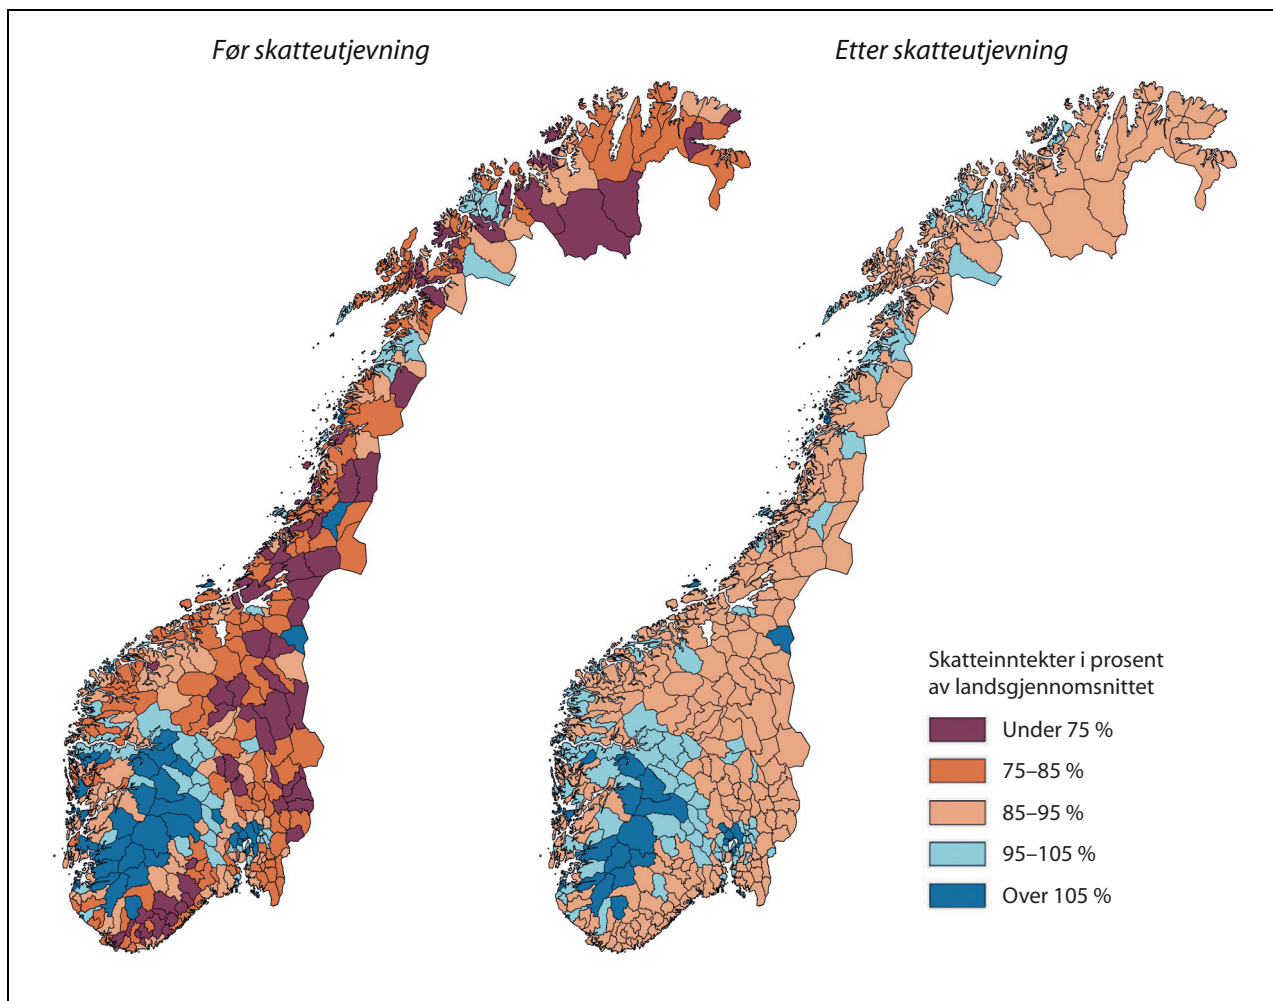 Før skatteutjevning
Etter skatteutjevning
Skatteinntekter i prosent
av landsgjennomsnittet
Under 75 %
75–85 %
85–95 %
95–105 %
Over 105 %